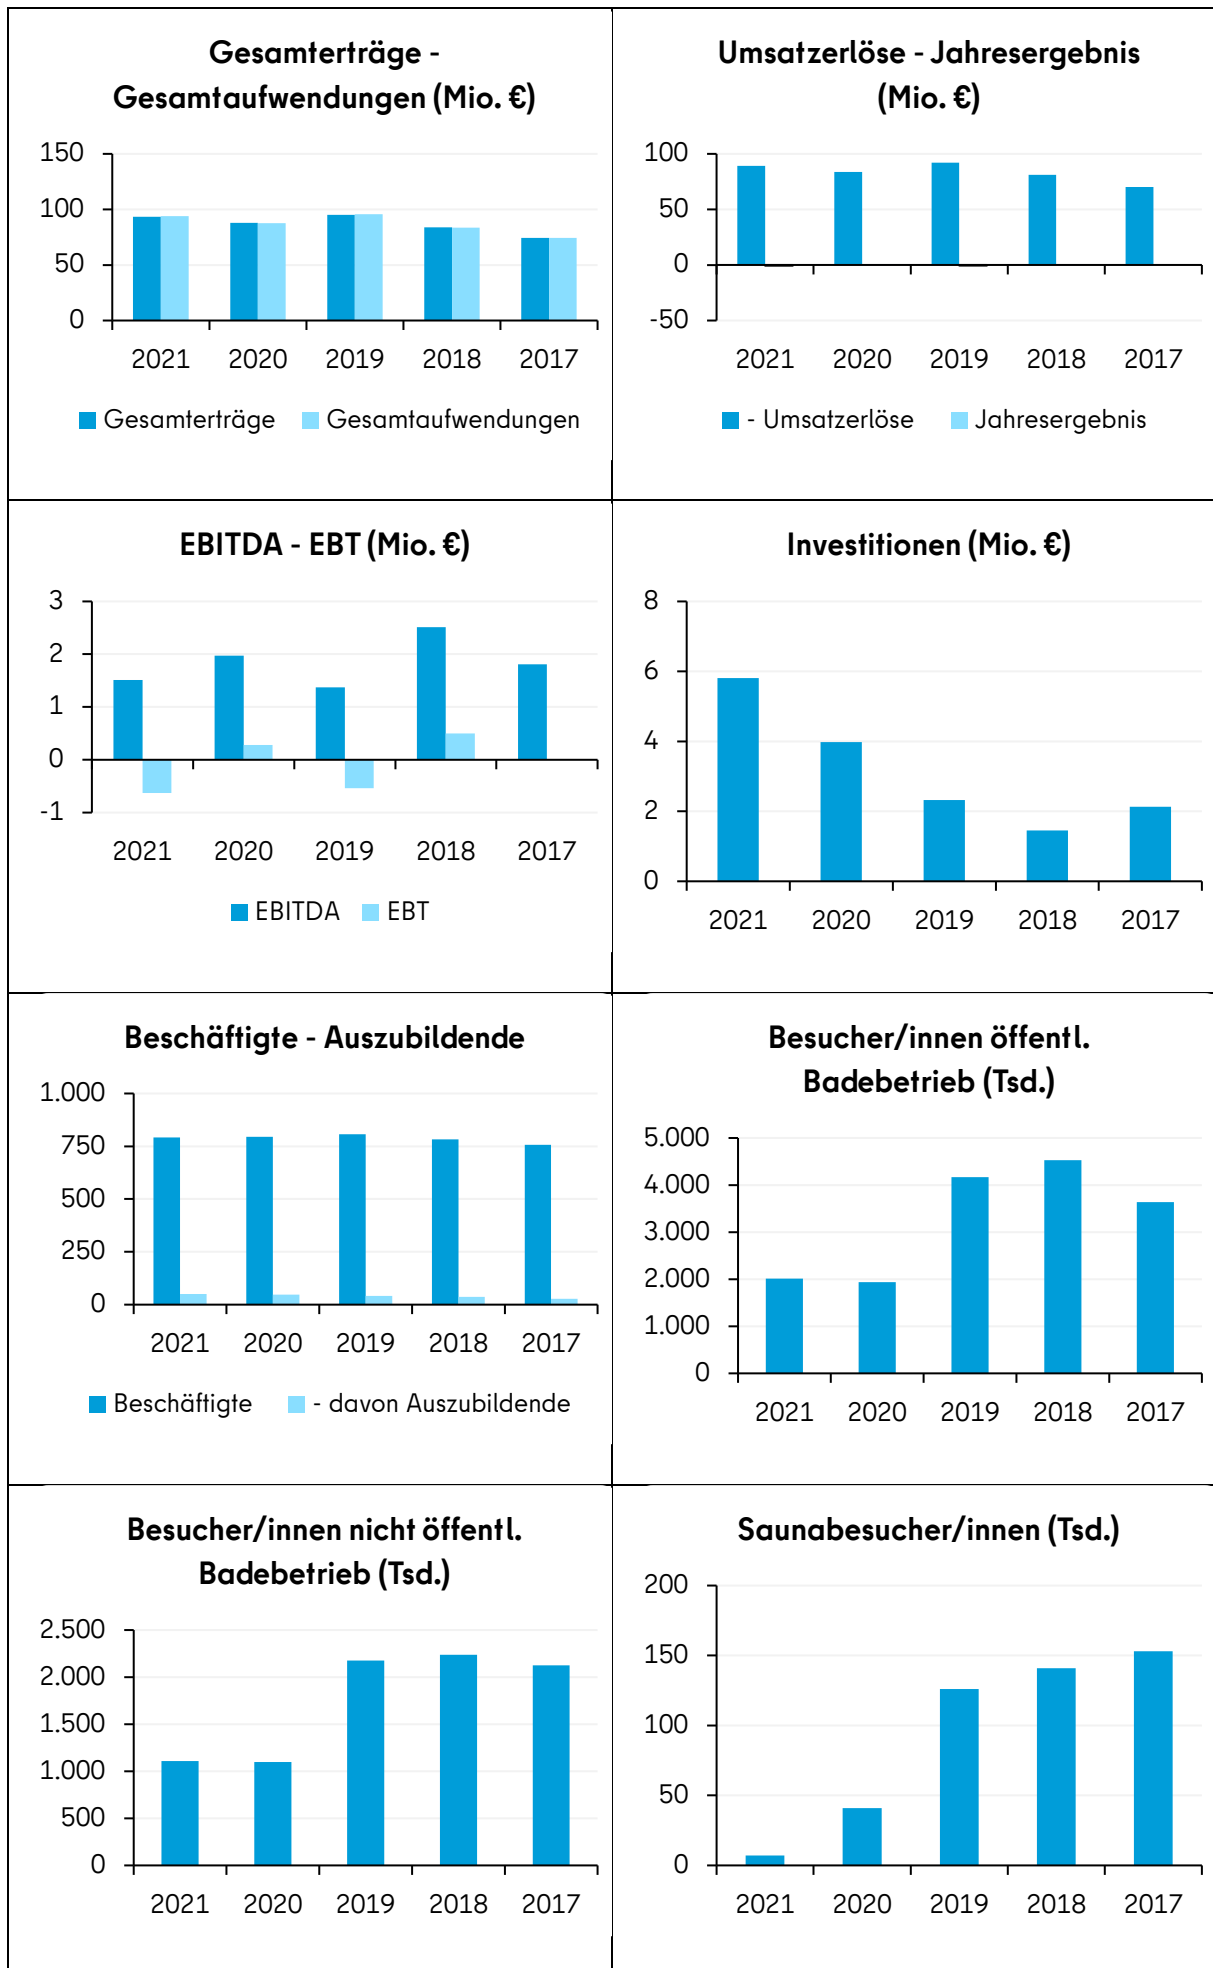 Gesamterträge -
Gesamtaufwendungen (Mio. €)
150
100
50
0
2021 2020 2019 2018 2017
Gesamterträge Gesamtaufwendungen
Umsatzerlöse - Jahresergebnis
(Mio. €)
100
50
0
-50
2021 2020 2019 2018 2017
- Umsatzerlöse Jahresergebnis
EBITDA - EBT (Mio. €)
3
2
1
0
-1
2021 2020 2019 2018 2017
EBITDA EBT
Investitionen (Mio. €)
8
6
4
2
0
2021 2020 2019 2018 2017
Beschäftigte - Auszubildende
1.000
750
500
250
0
2021 2020 2019 2018 2017
Beschäftigte - davon Auszubildende
Besucher/innen öffentl.
Badebetrieb (Tsd.)
5.000
4.000
3.000
2.000
1.000
0
2021 2020 2019 2018 2017
Besucher/innen nicht öffentl.
Badebetrieb (Tsd.)
2.500
2.000
1.500
1.000
500
0
2021 2020 2019 2018 2017
Saunabesucher/innen (Tsd.)
200
150
100
50
0
2021 2020 2019 2018 2017